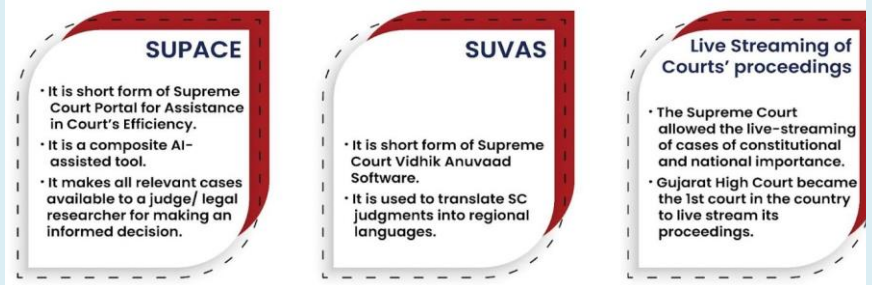 SUPACE
· It is short form of Supreme
Court Portal for Assistance
in Court's Efficiency.
· It is a composite AI-
assisted tool.
· It makes all relevant cases
available to a judge/ legal
researcher for making an
informed decision.
SUVAS
· It is short form of Supreme
Court Vidhik Anuvaad
Software.
· It is used to translate SC
judgments into regional
languages.
Live Streaming of
Courts' proceedings
· The Supreme Court
allowed the live-streaming
of cases of constitutional
and national importance.
· Gujarat High Court became
the 1st court in the country
to live stream its
proceedings.